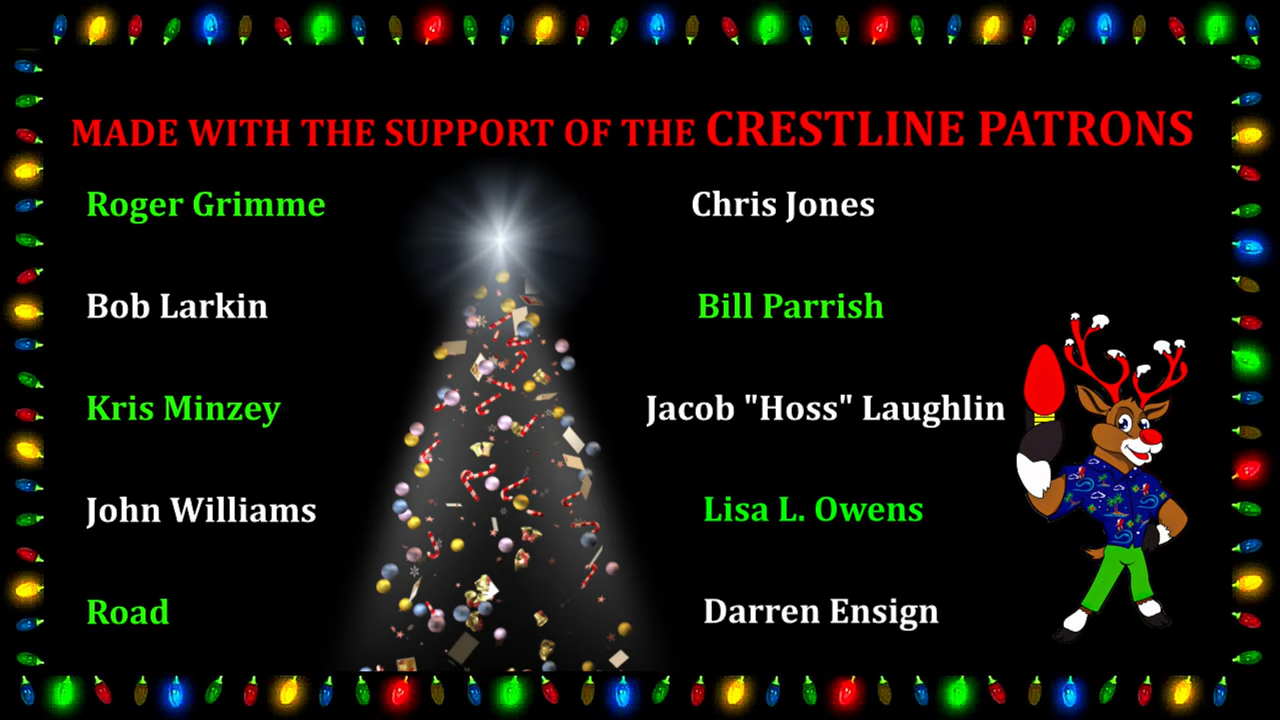 MADE WITH THE SUPPORT OF THE CRESTLINE PATRONS
Roger Grimme
Chris Jones
Bob Larkin
Bill Parrish
Kris Minzey
Jacob "Hoss" Laughlin
John Williams
Lisa L. Owens
Road
Darren Ensign